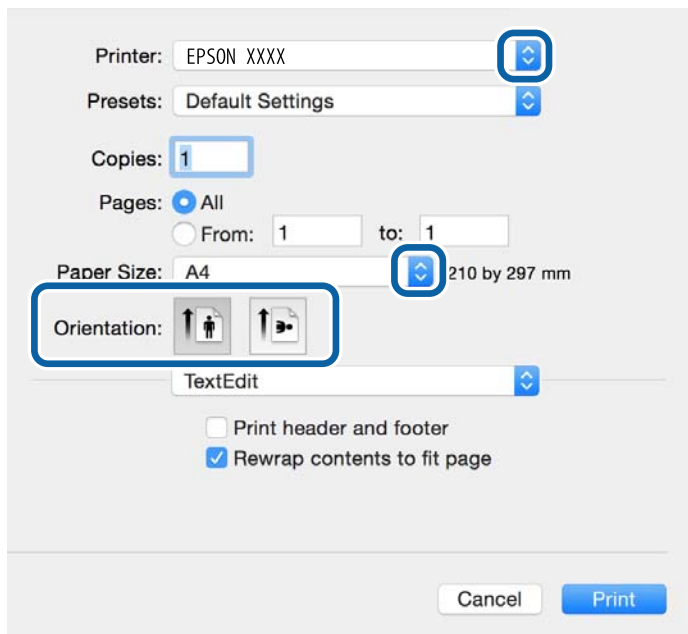 Printer: EPSON XXXX
Presets: Default Settings
Copies: 1
Pages: All
From: 1 to: 1
Paper Size: A4 210 by 297 mm
Orientation:
TextEdit
Print header and footer
Rewrap contents to fit page
Cancel Print